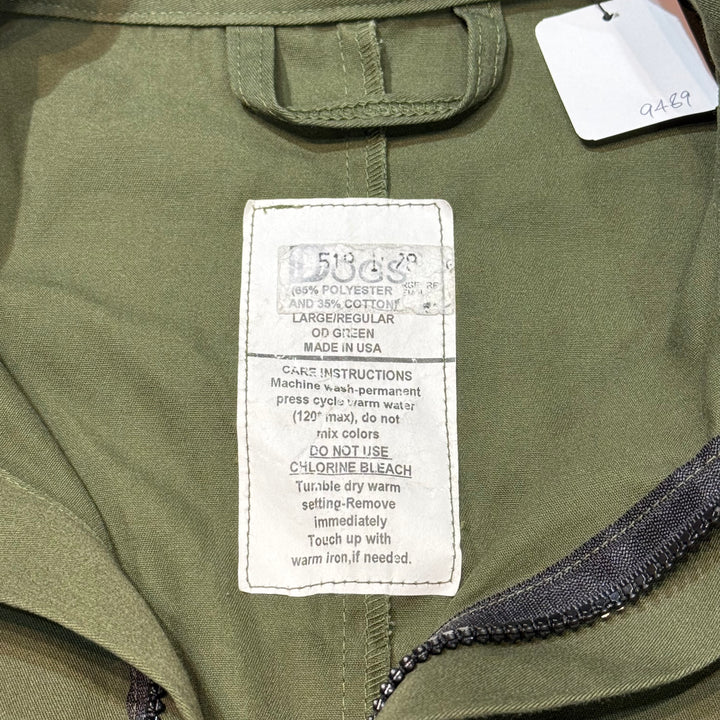 9489
DOGS
(65% POLYESTER
AND 35% COTTON)
LARGE/REGULAR
OD GREEN
MADE IN USA
CARE INSTRUCTIONS
Machine wash-permanent
press cycle warm water
(120° max), do not
mix colors
DO NOT USE
CHLORINE BLEACH
Tumble dry warm
setting-Remove
immediately
Touch up with
warm iron,if needed.